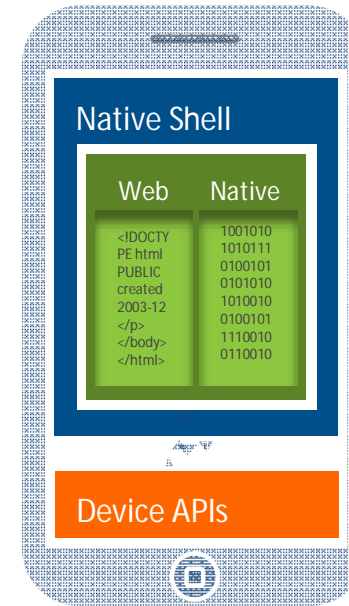 Native Shell
Web
Native
<!DOCTY
PE html
PUBLIC
created
2003-12
</p>
</body>
</html>
1001010
1010111
0100101
0101010
1010010
0100101
1110010
0110010
Device APIs